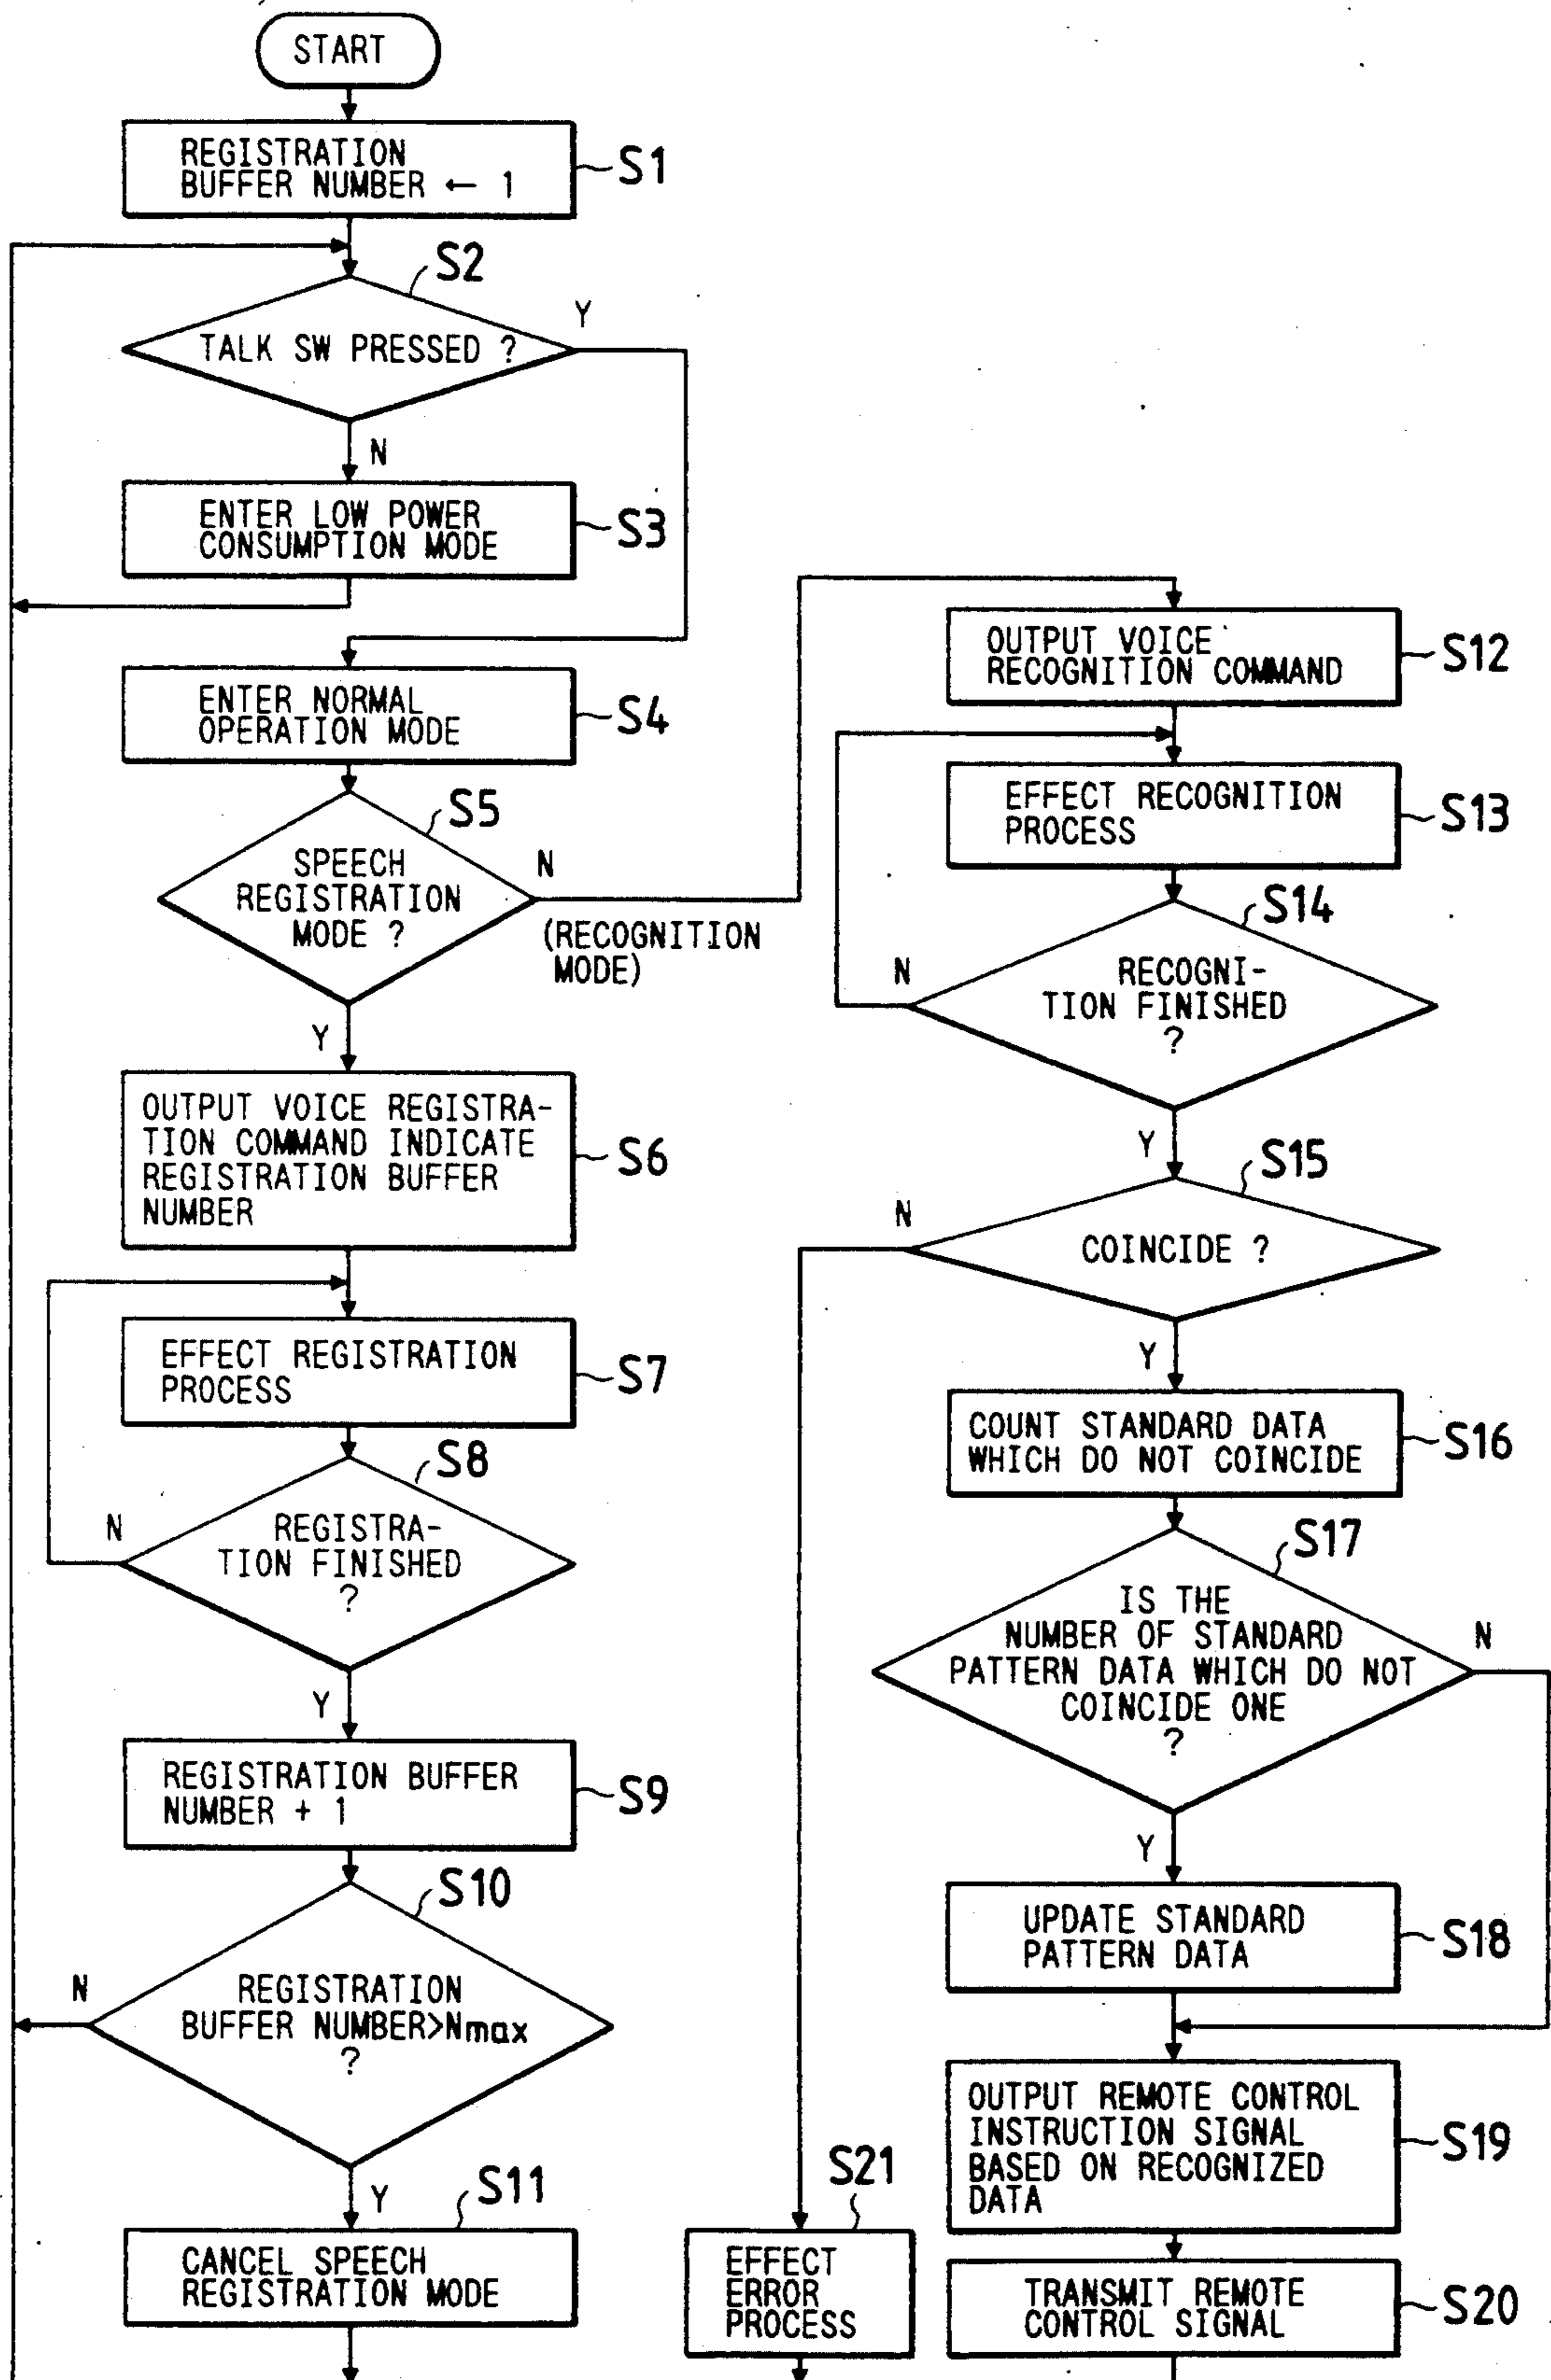 START
REGISTRATION
BUFFER NUMBER ← 1
S1
S2
TALK SW PRESSED ?
Y
N
ENTER LOW POWER
CONSUMPTION MODE
S3
ENTER NORMAL
OPERATION MODE
S4
S5
SPEECH
REGISTRATION
MODE ?
N
(RECOGNITION
MODE)
Y
OUTPUT VOICE REGISTRA-
TION COMMAND INDICATE
REGISTRATION BUFFER
NUMBER
S6
EFFECT REGISTRATION
PROCESS
S7
S8
REGISTRA-
TION FINISHED
?
N
Y
REGISTRATION BUFFER
NUMBER + 1
S9
S10
REGISTRATION
BUFFER NUMBER>Nmax
?
N
Y
S11
CANCEL SPEECH
REGISTRATION MODE
OUTPUT VOICE
RECOGNITION COMMAND
S12
EFFECT RECOGNITION
PROCESS
S13
S14
RECOGNI-
TION FINISHED
?
N
Y
S15
COINCIDE ?
N
Y
COUNT STANDARD DATA
WHICH DO NOT COINCIDE
S16
S17
IS THE
NUMBER OF STANDARD
PATTERN DATA WHICH DO NOT
COINCIDE ONE
?
N
Y
UPDATE STANDARD
PATTERN DATA
S18
OUTPUT REMOTE CONTROL
INSTRUCTION SIGNAL
BASED ON RECOGNIZED
DATA
S19
TRANSMIT REMOTE
CONTROL SIGNAL
S20
S21
EFFECT
ERROR
PROCESS